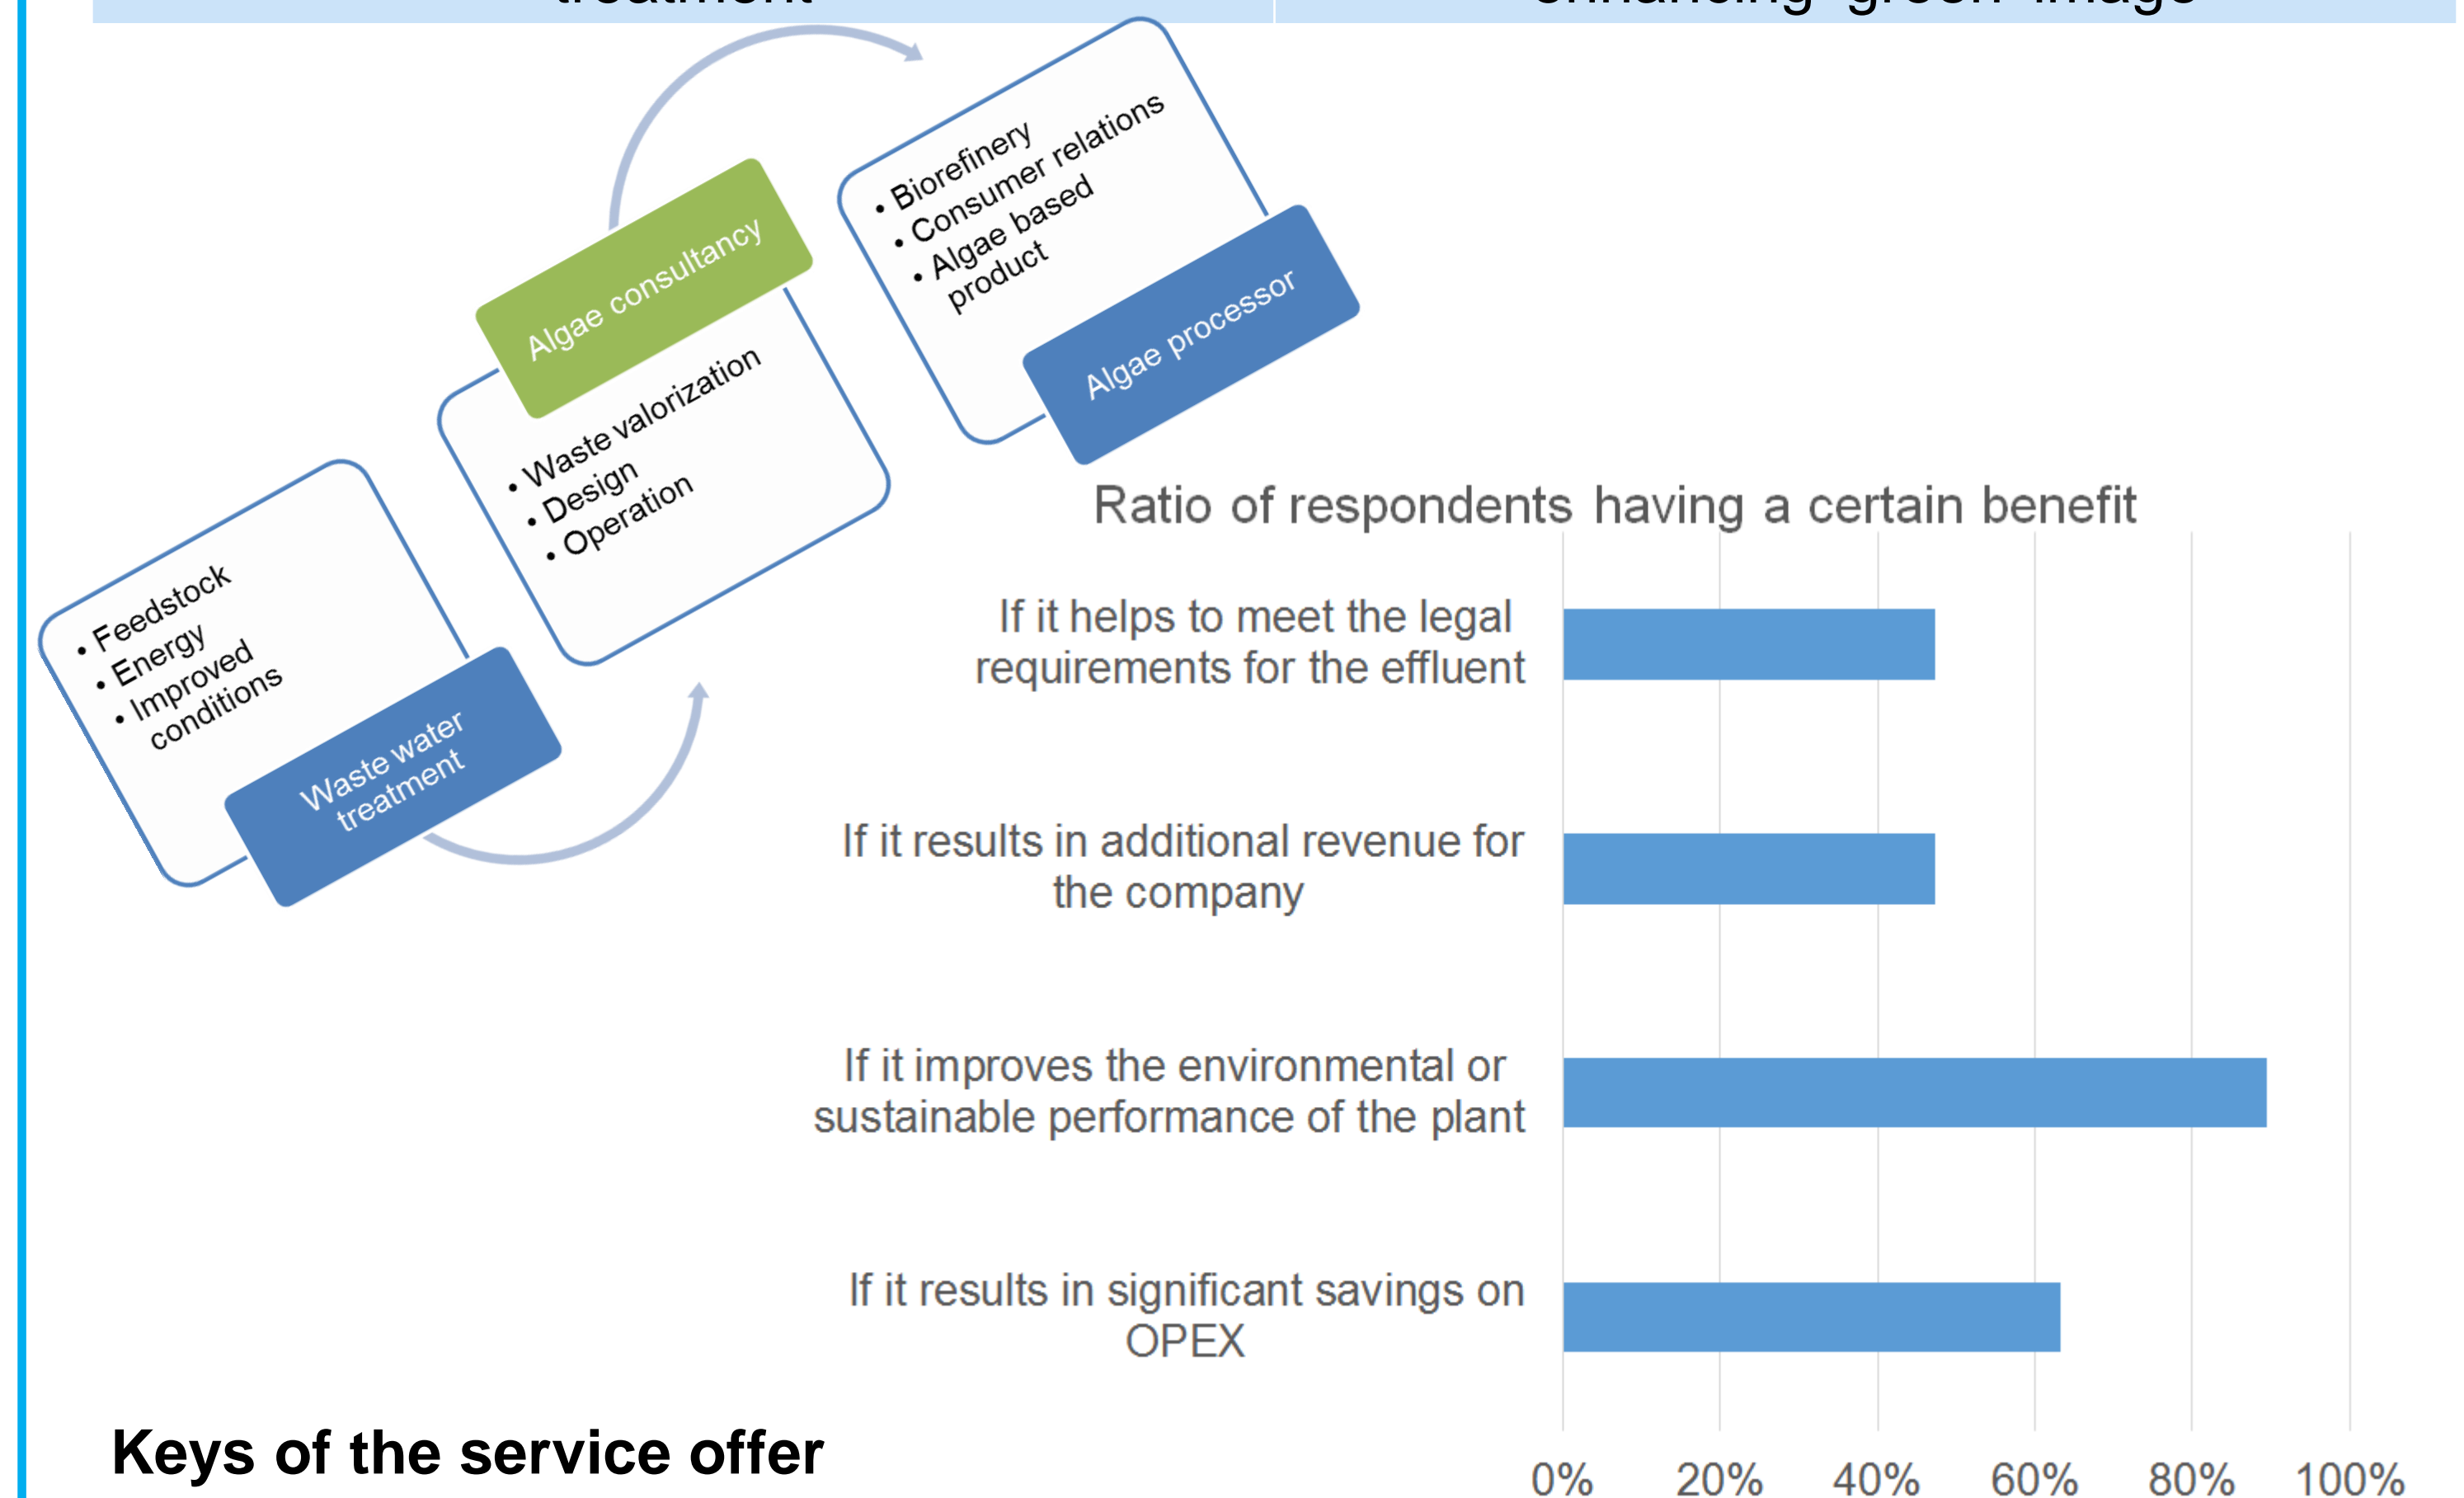 treatment
enhancing "green" image
• Biorefinery
• Consumer relations
• Algae based
product
Algae processor
Algae consultancy
• Waste valorization
• Design
• Operation
• Feedstock
• Energy
• Improved
conditions
Waste water
treatment
Ratio of respondents having a certain benefit
If it helps to meet the legal
requirements for the effluent
If it results in additional revenue for
the company
If it improves the environmental or
sustainable performance of the plant
If it results in significant savings on
OPEX
0% 20% 40% 60% 80% 100%
Keys of the service offer